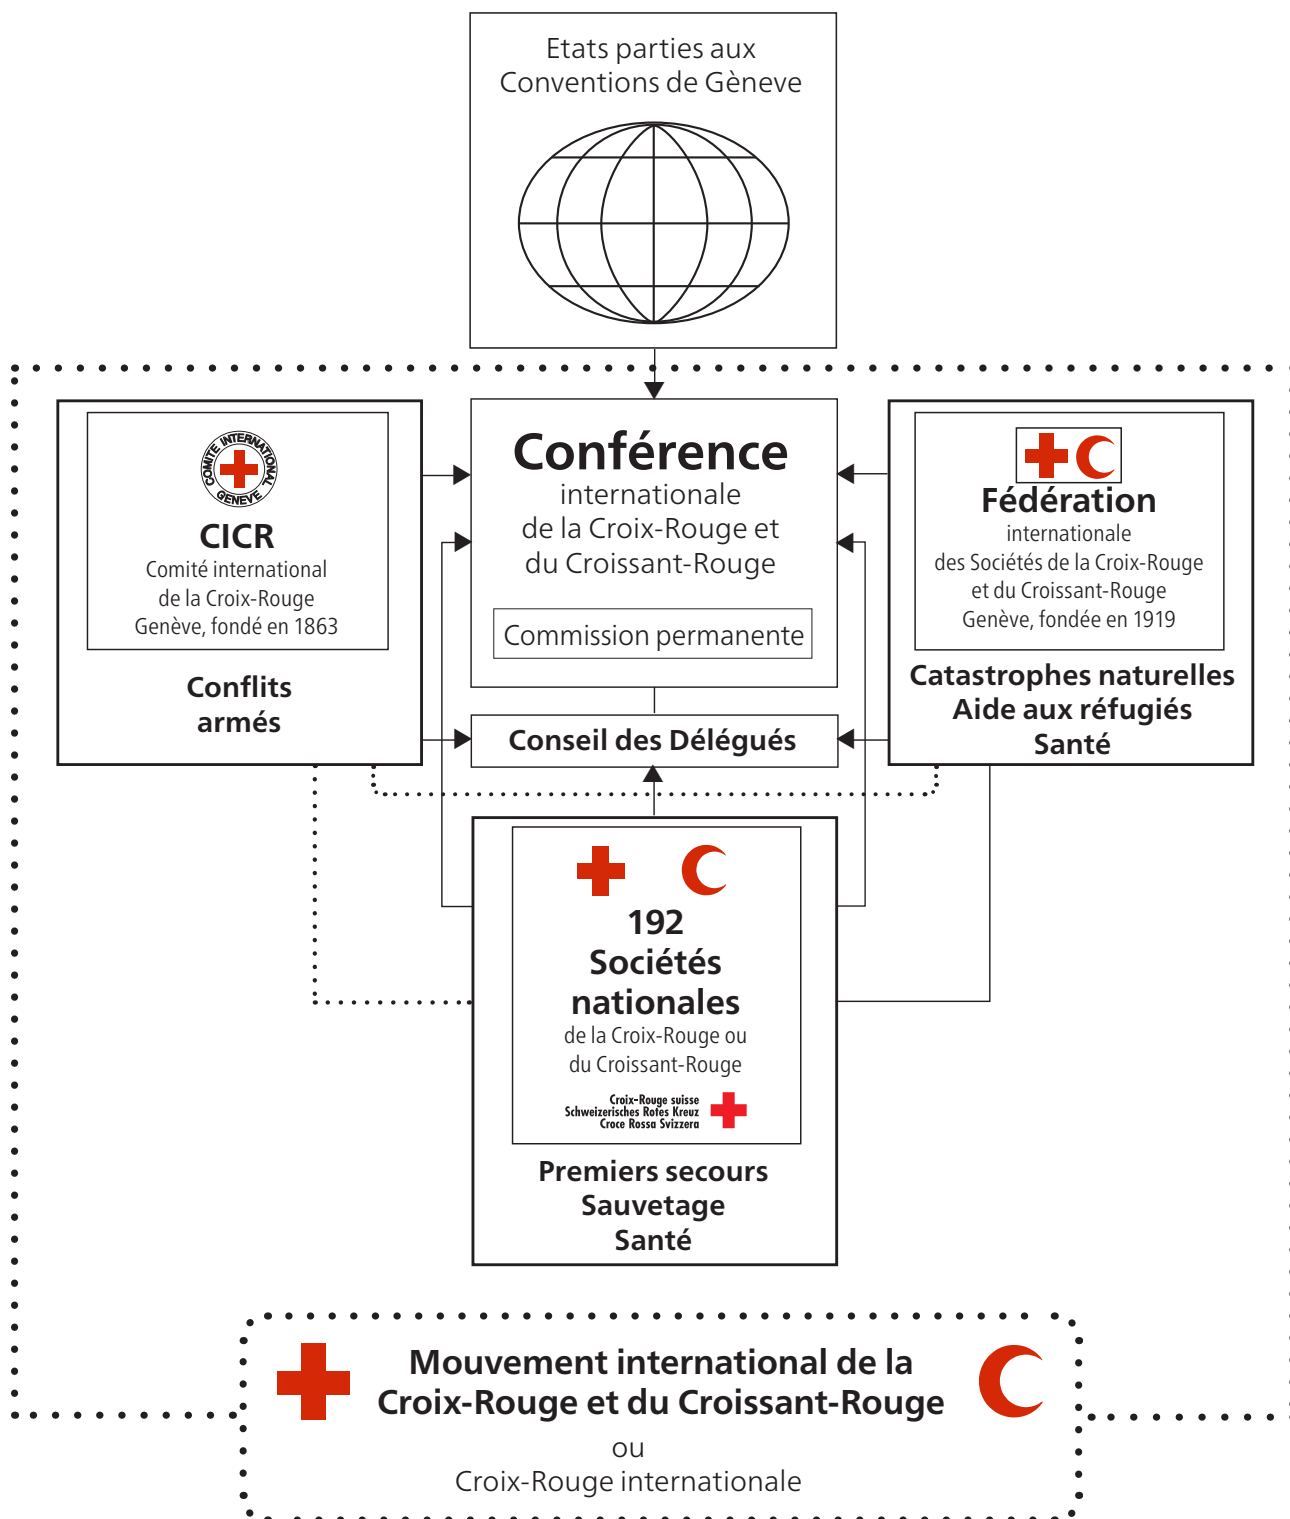 Etats parties aux
Conventions de Gèneve
COMITE INTERNATIONAL
GENEVE
CICR
Comité international
de la Croix-Rouge
Genève, fondé en 1863
Conflits
armés
Conférence
internationale
de la Croix-Rouge et
du Croissant-Rouge
Commission permanente
Conseil des Délégués
Fédération
internationale
des Sociétés de la Croix-Rouge
et du Croissant-Rouge
Genève, fondée en 1919
Catastrophes naturelles
Aide aux réfugiés
Santé
192
Sociétés
nationales
de la Croix-Rouge ou
du Croissant-Rouge
Croix-Rouge suisse
Schweizerisches Rotes Kreuz
Croce Rossa Svizzera
Premiers secours
Sauvetage
Santé
Mouvement international de la
Croix-Rouge et du Croissant-Rouge
ou
Croix-Rouge internationale